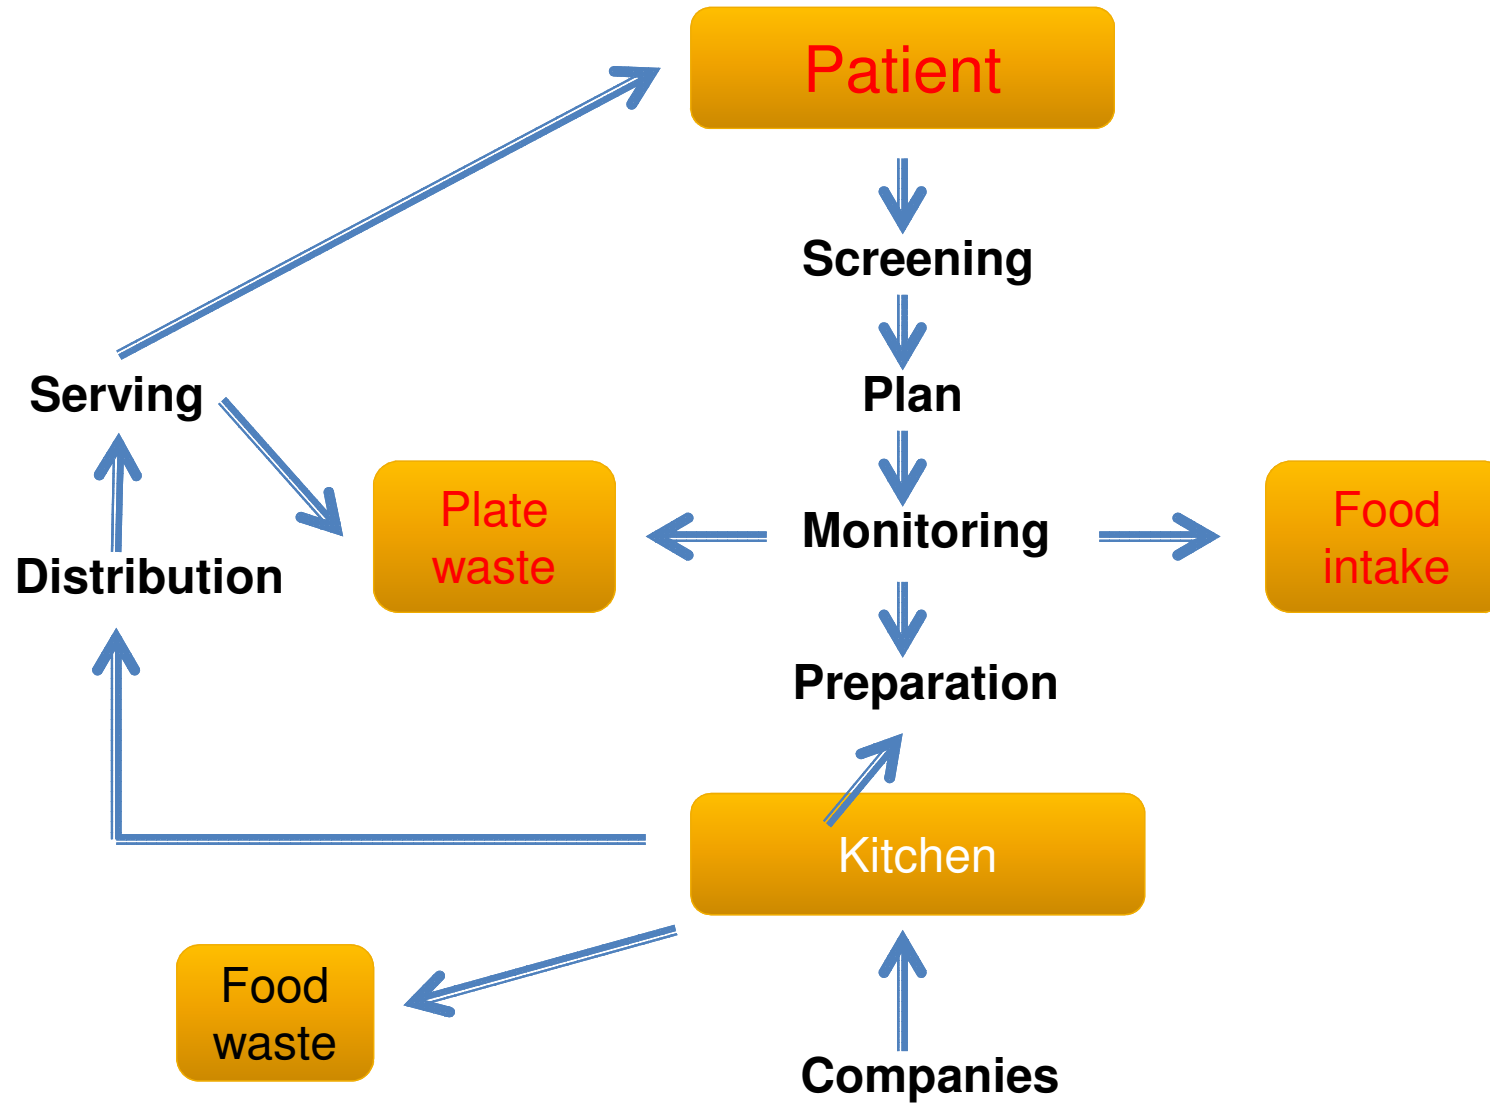 Patient
Screening
Serving
Plan
Plate
waste
Monitoring
Food
intake
Distribution
Preparation
Kitchen
Food
waste
Companies